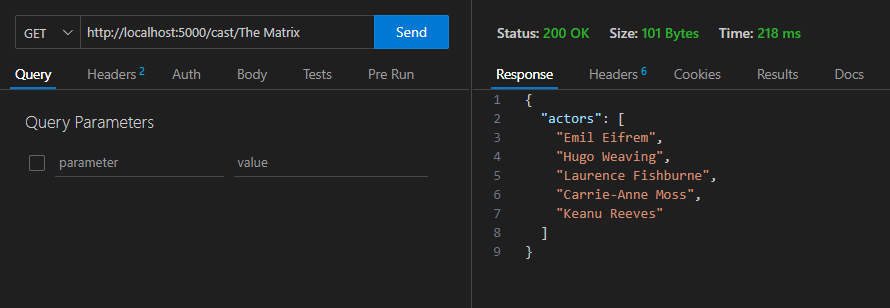 GET http://localhost:5000/cast/The Matrix Send
Query Headers 2 Auth Body Tests Pre Run
Query Parameters
parameter value
Status: 200 OK Size: 101 Bytes Time: 218 ms
Response Headers 6 Cookies Results Docs
1 {
2 "actors": [
3 "Emil Eifrem",
4 "Hugo Weaving",
5 "Laurence Fishburne",
6 "Carrie-Anne Moss",
7 "Keanu Reeves"
8 ]
9 }